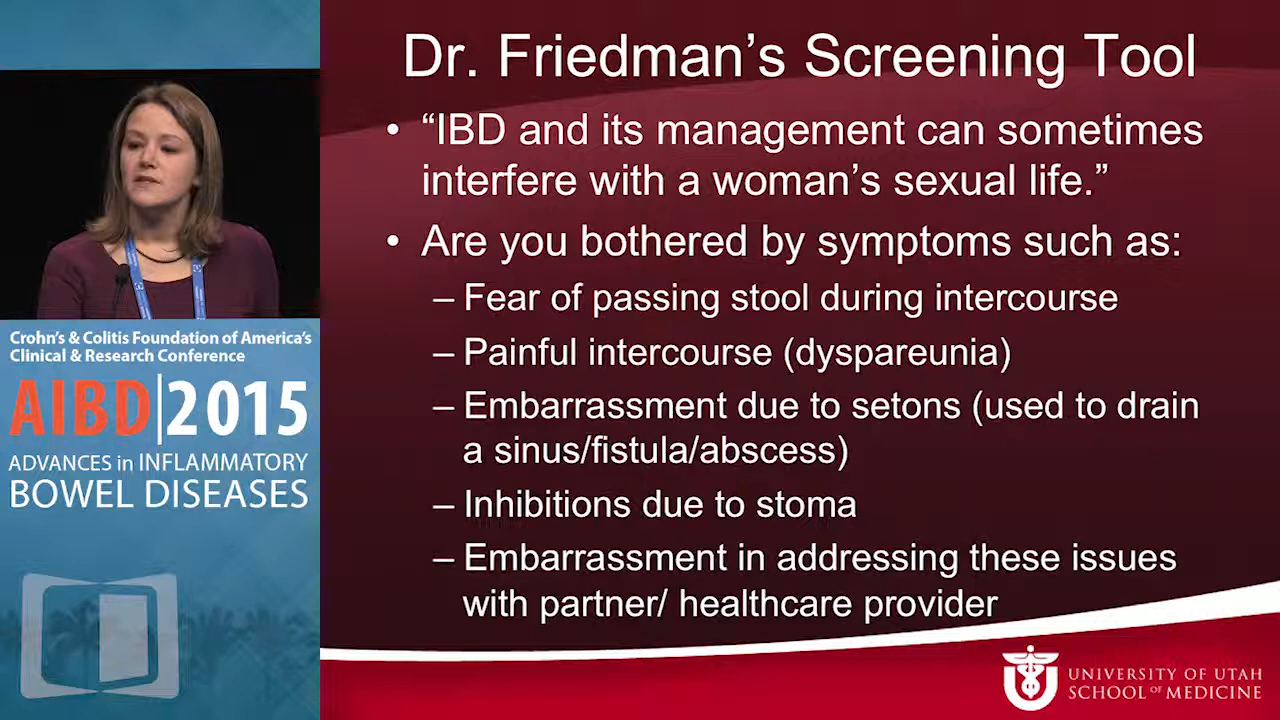 Dr. Friedman's Screening Tool
• “IBD and its management can sometimes
interfere with a woman's sexual life.”
• Are you bothered by symptoms such as:
– Fear of passing stool during intercourse
– Painful intercourse (dyspareunia)
– Embarrassment due to setons (used to drain
a sinus/fistula/abscess)
– Inhibitions due to stoma
– Embarrassment in addressing these issues
with partner/ healthcare provider
Crohn's & Colitis Foundation of America's
Clinical & Research Conference
AIBD|2015
ADVANCES in INFLAMMATORY
BOWEL DISEASES
UNIVERSITY OF UTAH
SCHOOL OF MEDICINE